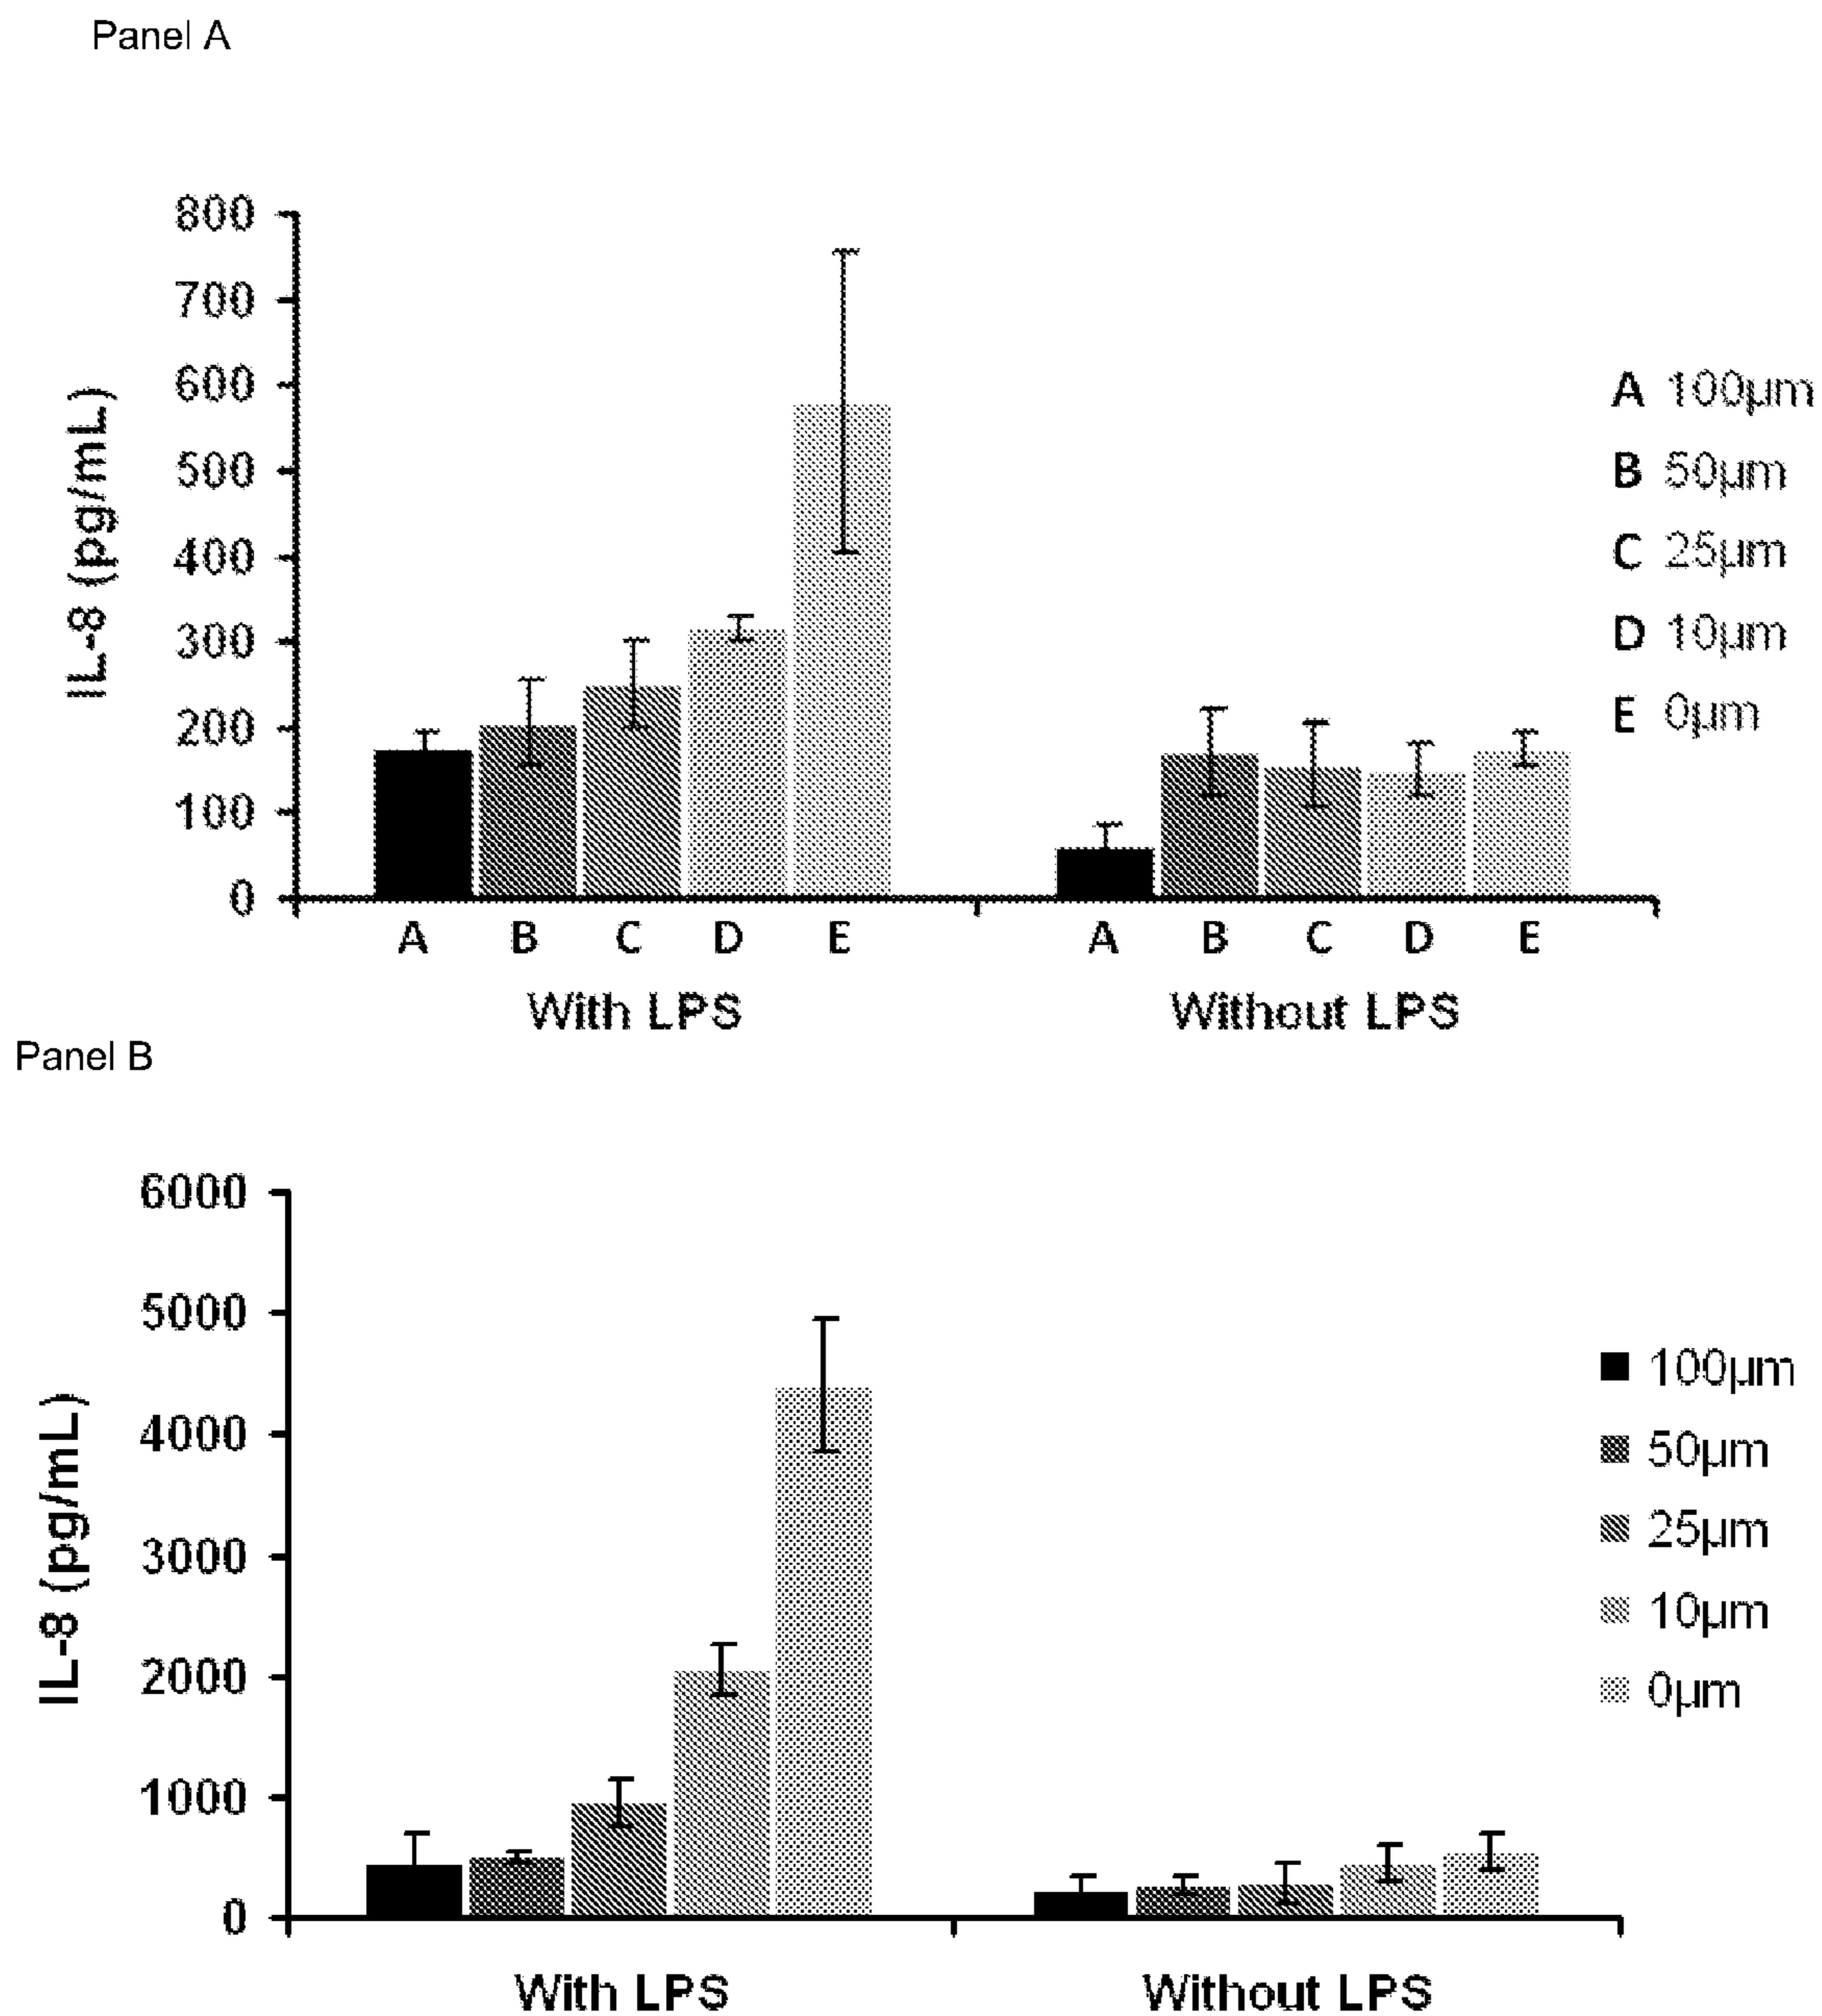 Panel A
800
700
600
500
400
300
200
100
0
IL-8 (pg/mL)
A B C D E
A B C D E
With LPS
Without LPS
A 100µm
B 50µm
C 25µm
D 10µm
E 0µm
Panel B
6000
5000
4000
3000
2000
1000
0
IL-8 (pg/mL)
With LPS
Without LPS
100µm
50µm
25µm
10µm
0µm